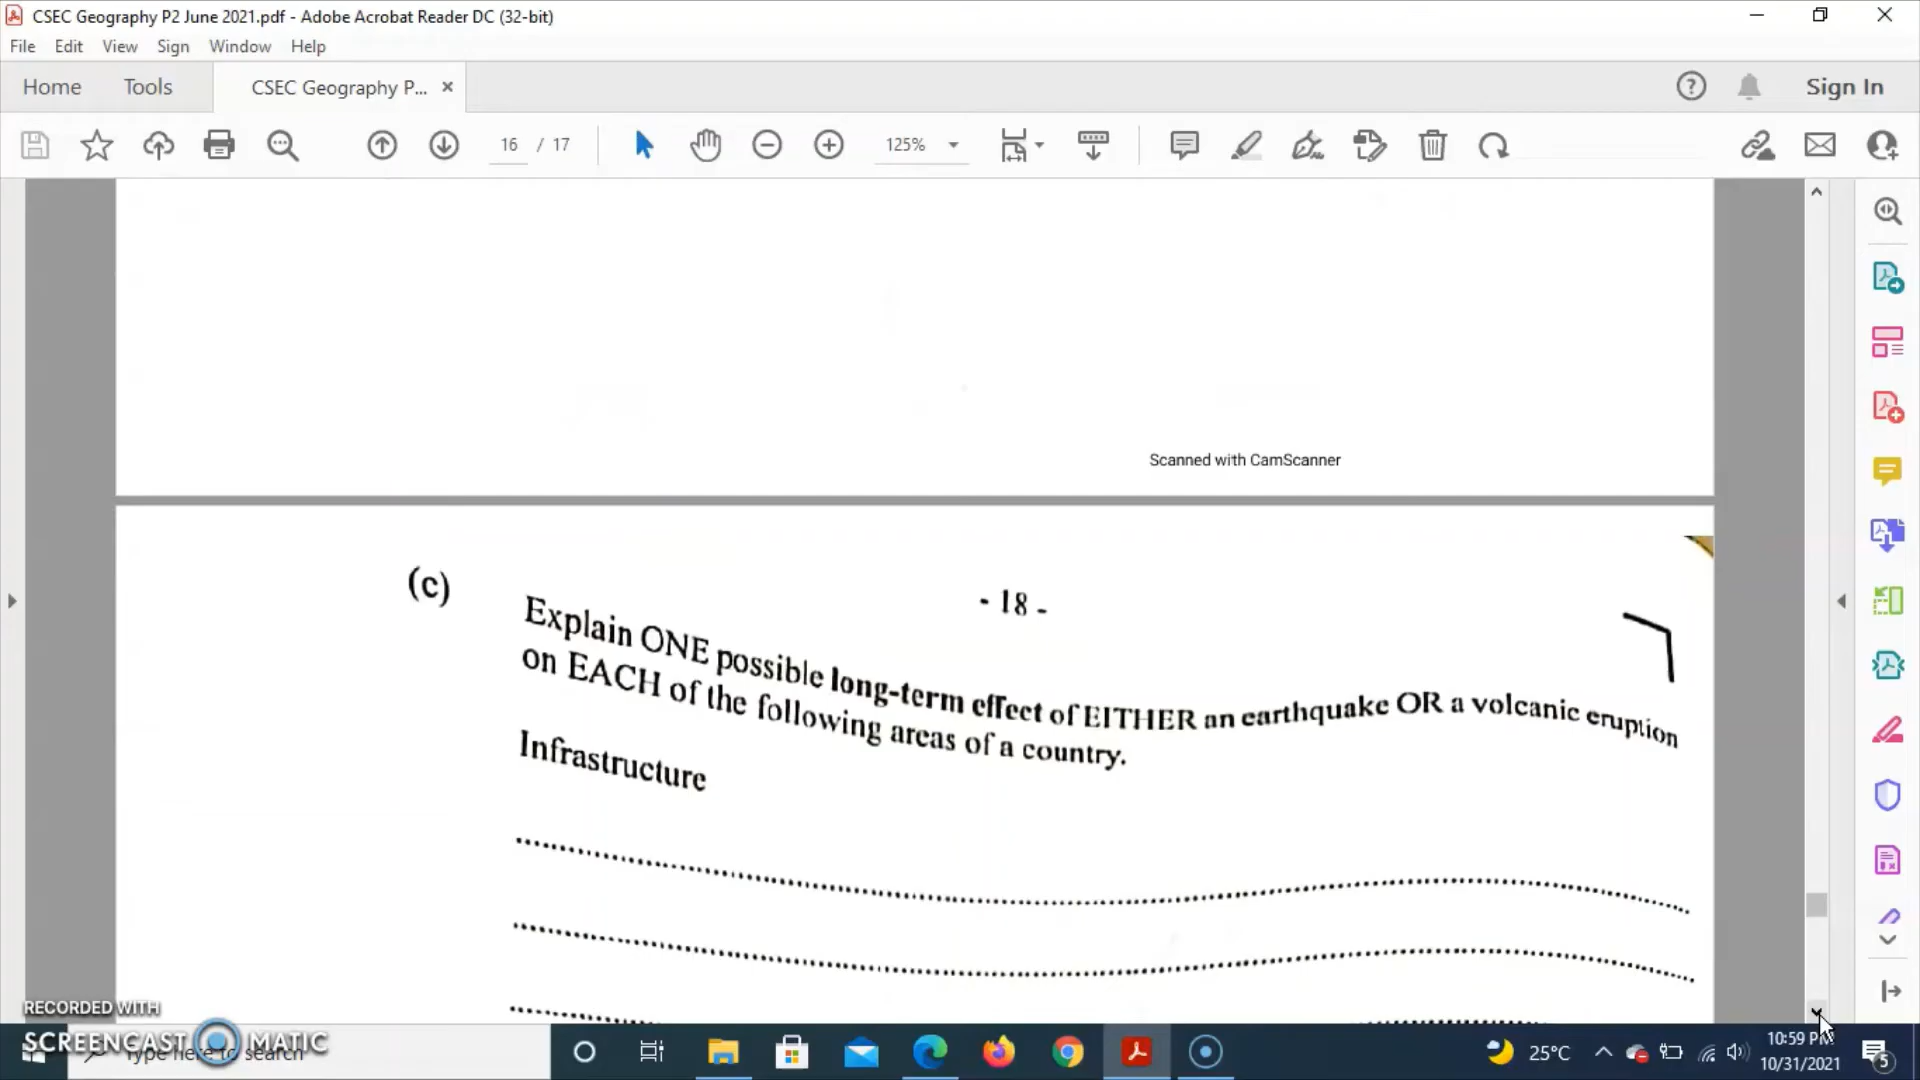 CSEC Geography P2 June 2021.pdf - Adobe Acrobat Reader DC (32-bit)
File Edit View Sign Window Help
Home Tools CSEC Geography P... × Sign In
16 / 17 125%
Scanned with CamScanner
- 18 -
(c) Explain ONE possible long-term effect of EITHER an earthquake OR a volcanic eruption
on EACH of the following areas of a country.
Infrastructure
RECORDED WITH
SCREENCAST MATIC
Type here to search
25°C
10:59 PM
10/31/2021
5